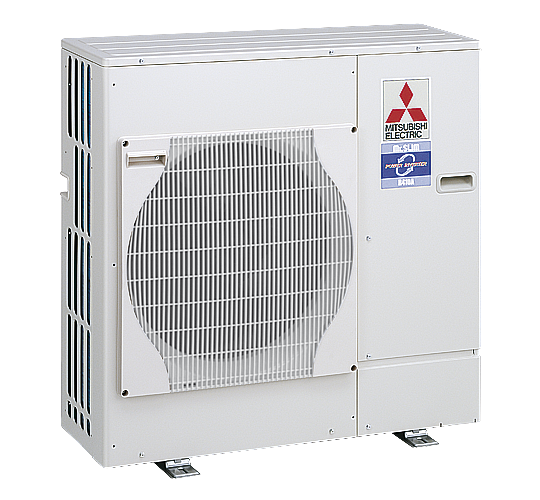 MITSUBISHI
ELECTRIC
Mr.SLIM
POWER INVERTER
R410A